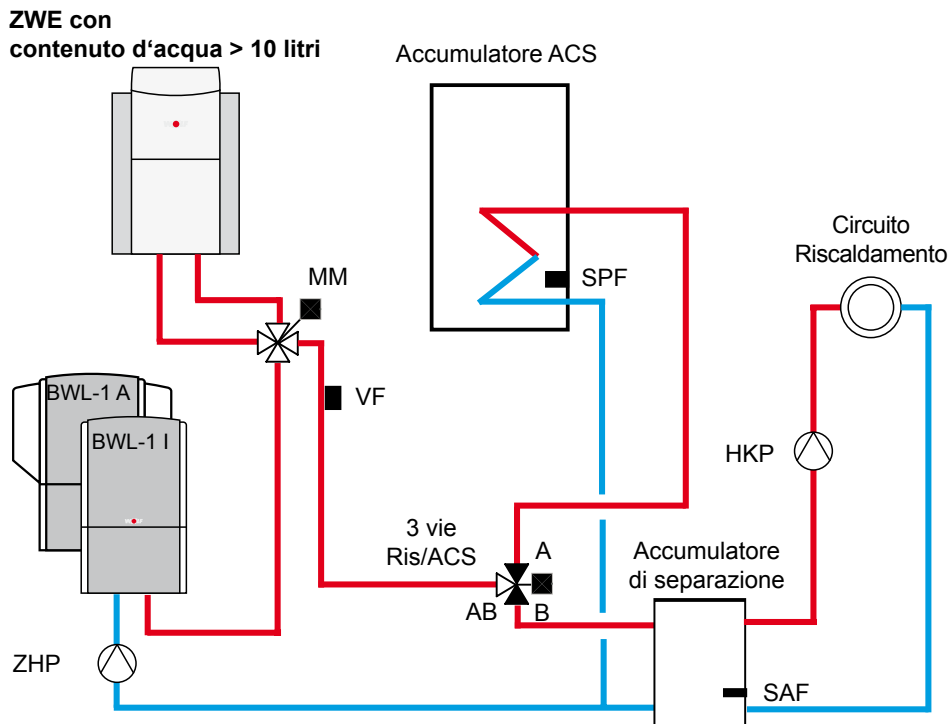 ZWE con
contenuto d‘acqua > 10 litri
Accumulatore ACS
Circuito
Riscaldamento
MM
SPF
BWL-1 A
VF
BWL-1 I
HKP
3 vie
Ris/ACS
A
Accumulatore
di separazione
AB
B
ZHP
SAF